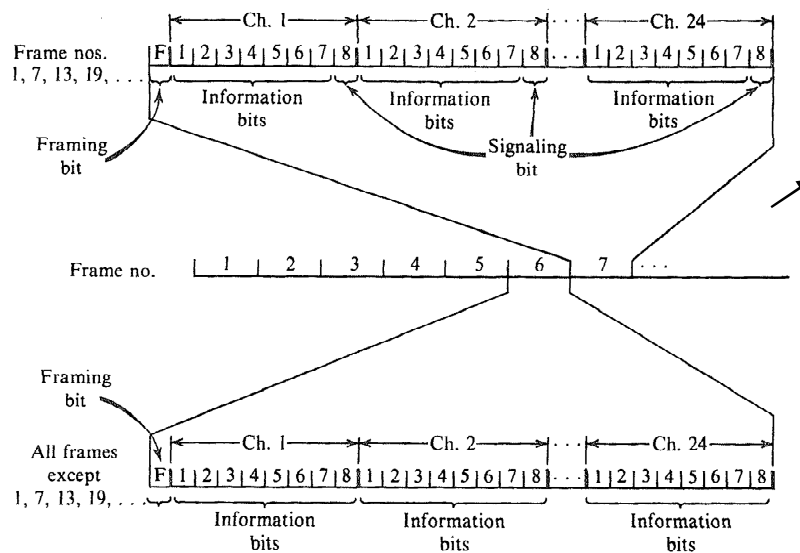 Ch. 1 Ch. 2 . . . Ch. 24
Frame nos. F 1 2 3 4 5 6 7 8 1 2 3 4 5 6 7 8 . . . 1 2 3 4 5 6 7 8
1, 7, 13, 19, . . .
Information bits Information bits Information bits
Framing bit
Signaling bit
Frame no. 1 2 3 4 5 6 7 . . .
Framing bit
Ch. 1 Ch. 2 . . . Ch. 24
All frames except 1, 7, 13, 19, . . .
F 1 2 3 4 5 6 7 8 1 2 3 4 5 6 7 8 . . . 1 2 3 4 5 6 7 8
Information bits Information bits Information bits